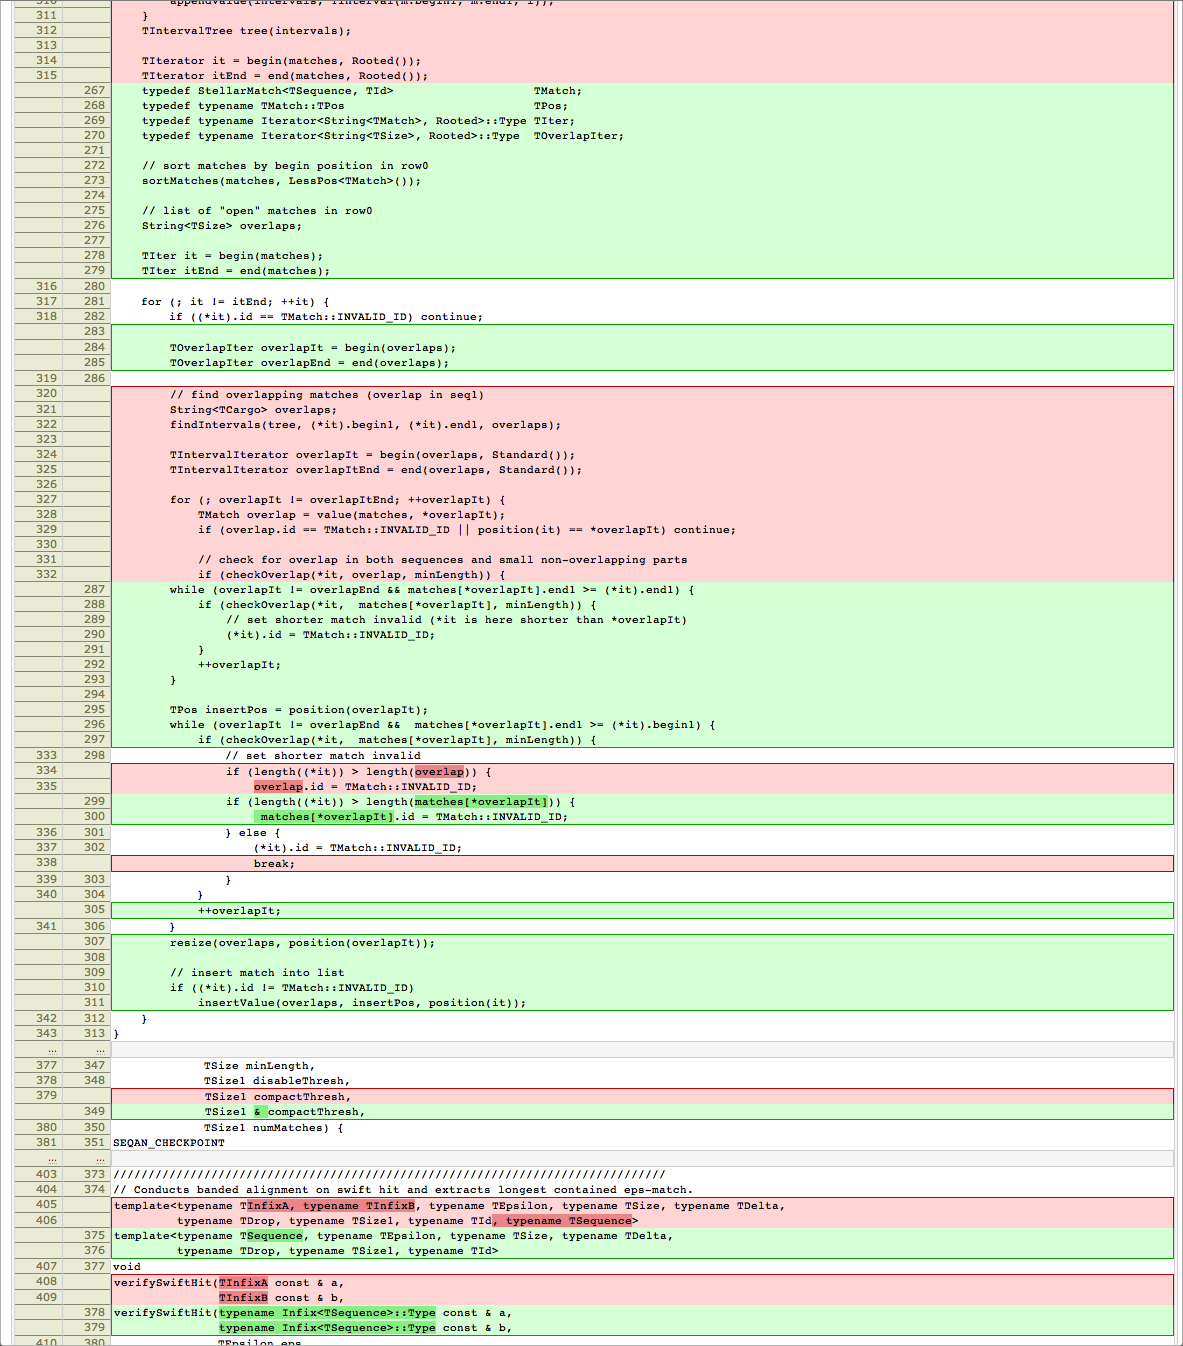 310 appendValue(intervals, TInterval(m.begin1, m.end1, i));
311 }
312 TIntervalTree tree(intervals);
313
314 TIterator it = begin(matches, Rooted());
315 TIterator itEnd = end(matches, Rooted());
267 typedef StellarMatch<TSequence, TId> TMatch;
268 typedef typename TMatch::TPos TPos;
269 typedef typename Iterator<String<TMatch>, Rooted>::Type TIter;
270 typedef typename Iterator<String<TSize>, Rooted>::Type TOverlapIter;
271
272 // sort matches by begin position in row0
273 sortMatches(matches, LessPos<TMatch>());
274
275 // list of "open" matches in row0
276 String<TSize> overlaps;
277
278 TIter it = begin(matches);
279 TIter itEnd = end(matches);
316 280
317 281 for (; it != itEnd; ++it) {
318 282 if ((*it).id == TMatch::INVALID_ID) continue;
283
284 TOverlapIter overlapIt = begin(overlaps);
285 TOverlapIter overlapEnd = end(overlaps);
319 286
320 // find overlapping matches (overlap in seq1)
321 String<TCargo> overlaps;
322 findIntervals(tree, (*it).begin1, (*it).end1, overlaps);
323
324 TIntervalIterator overlapIt = begin(overlaps, Standard());
325 TIntervalIterator overlapItEnd = end(overlaps, Standard());
326
327 for (; overlapIt != overlapItEnd; ++overlapIt) {
328 TMatch overlap = value(matches, *overlapIt);
329 if (overlap.id == TMatch::INVALID_ID || position(it) == *overlapIt) continue;
330
331 // check for overlap in both sequences and small non-overlapping parts
332 if (checkOverlap(*it, overlap, minLength)) {
287 while (overlapIt != overlapEnd && matches[*overlapIt].end1 >= (*it).end1) {
288 if (checkOverlap(*it, matches[*overlapIt], minLength)) {
289 // set shorter match invalid (*it is here shorter than *overlapIt)
290 (*it).id = TMatch::INVALID_ID;
291 }
292 ++overlapIt;
293 }
294
295 TPos insertPos = position(overlapIt);
296 while (overlapIt != overlapEnd && matches[*overlapIt].end1 >= (*it).begin1) {
297 if (checkOverlap(*it, matches[*overlapIt], minLength)) {
333 298 // set shorter match invalid
334 if (length((*it)) > length(overlap)) {
335 overlap.id = TMatch::INVALID_ID;
299 if (length((*it)) > length(matches[*overlapIt])) {
300 matches[*overlapIt].id = TMatch::INVALID_ID;
336 301 } else {
337 302 (*it).id = TMatch::INVALID_ID;
338 break;
339 303 }
340 304 }
305 ++overlapIt;
341 306 }
307 resize(overlaps, position(overlapIt));
308
309 // insert match into list
310 if ((*it).id != TMatch::INVALID_ID)
311 insertValue(overlaps, insertPos, position(it));
342 312 }
343 313 }
… …
377 347 TSize minLength,
378 348 TSize1 disableThresh,
379 TSize1 compactThresh,
349 TSize1 & compactThresh,
380 350 TSize1 numMatches) {
381 351 SEQAN_CHECKPOINT
… …
403 373 ///////////////////////////////////////////////////////////////////////////////
404 374 // Conducts banded alignment on swift hit and extracts longest contained eps-match.
405 template<typename TInfixA, typename TInfixB, typename TEpsilon, typename TSize, typename TDelta,
406 typename TDrop, typename TSize1, typename TId, typename TSequence>
375 template<typename TSequence, typename TEpsilon, typename TSize, typename TDelta,
376 typename TDrop, typename TSize1, typename TId>
407 377 void
408 verifySwiftHit(TInfixA const & a,
409 TInfixB const & b,
378 verifySwiftHit(typename Infix<TSequence>::Type const & a,
379 typename Infix<TSequence>::Type const & b,
410 380 TEpsilon eps,